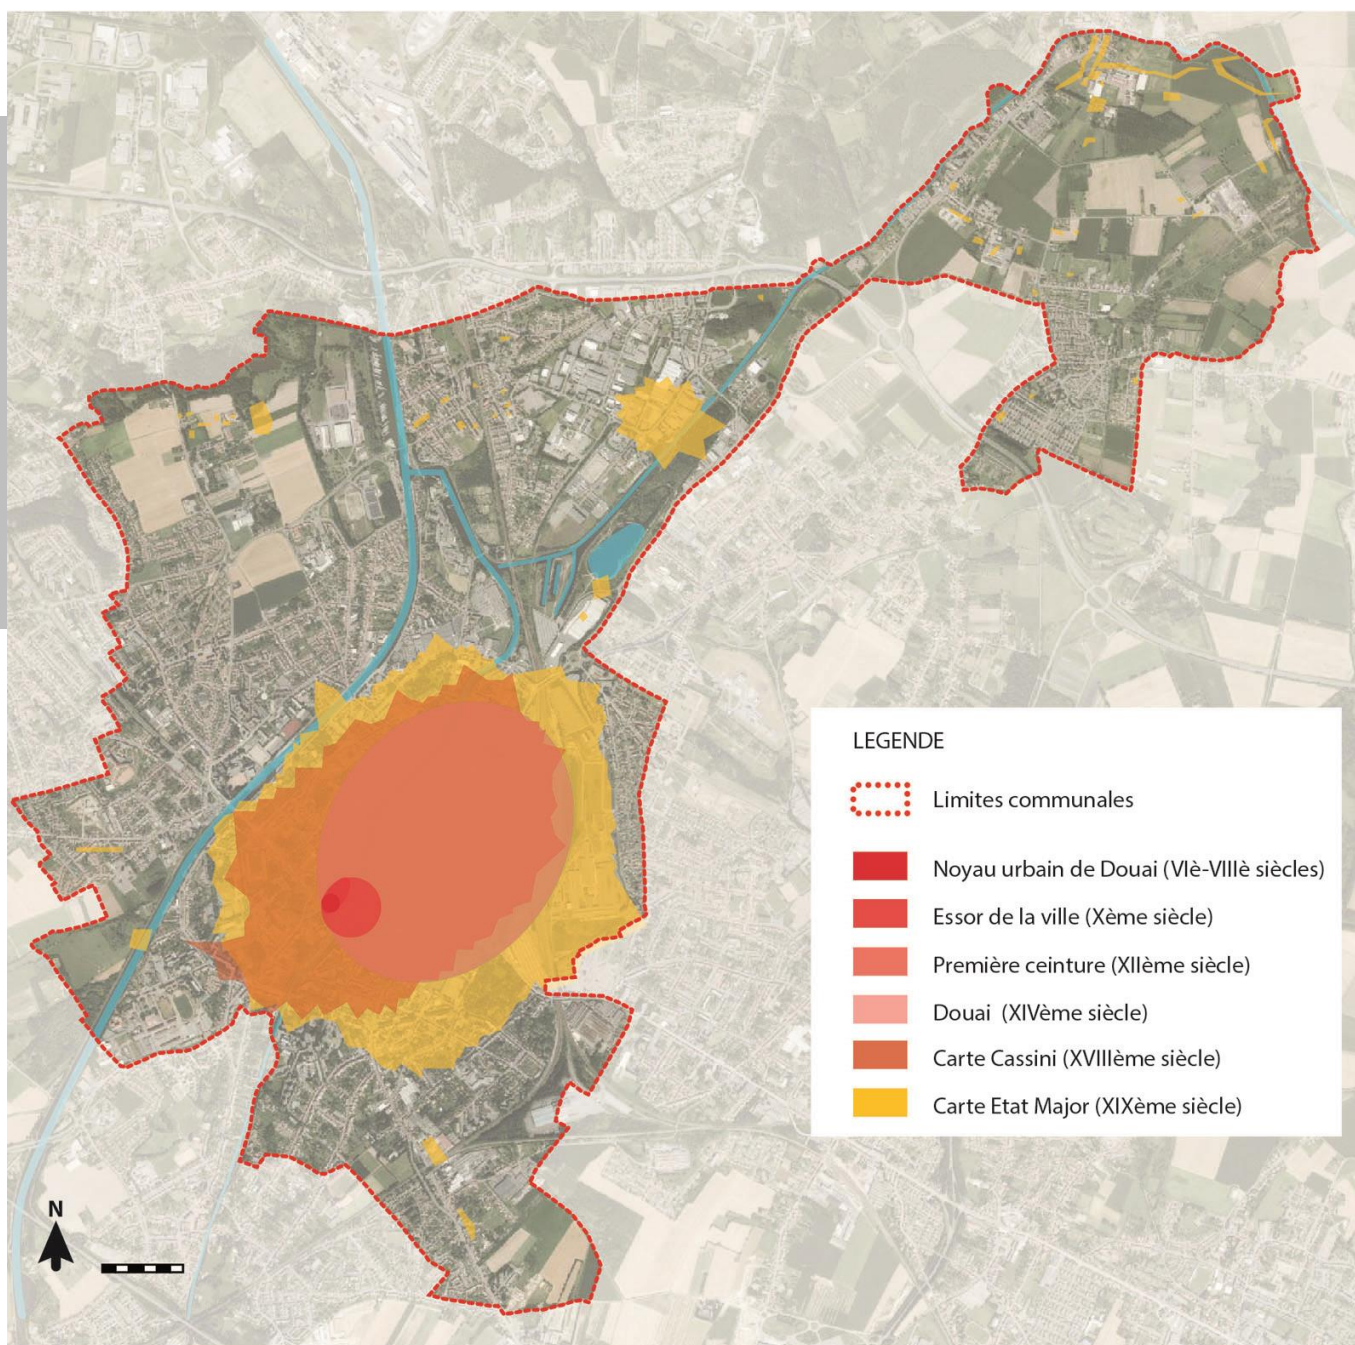 LEGENDE
Limites communales
Noyau urbain de Douai (VIè-VIIIè siècles)
Essor de la ville (Xème siècle)
Première ceinture (XIIème siècle)
Douai (XIVème siècle)
Carte Cassini (XVIIIème siècle)
Carte Etat Major (XIXème siècle)
N